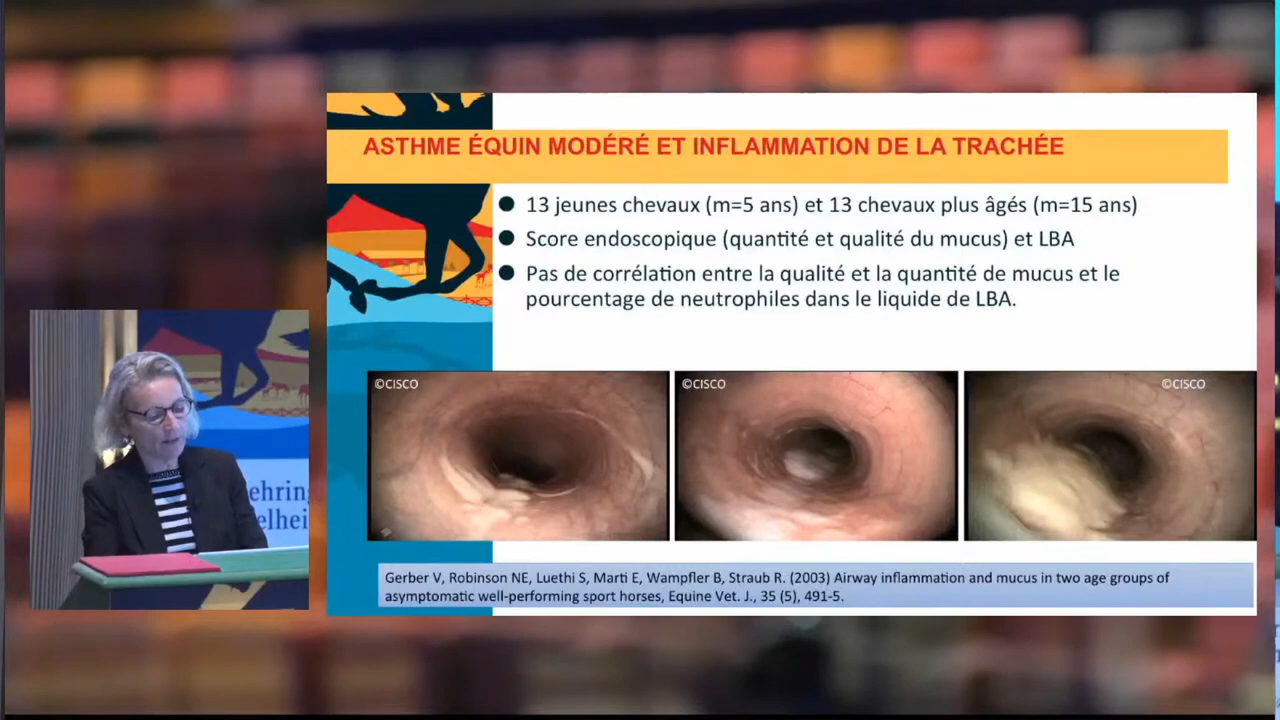 ASTHME ÉQUIN MODÉRÉ ET INFLAMMATION DE LA TRACHÉE
13 jeunes chevaux (m=5 ans) et 13 chevaux plus âgés (m=15 ans)
Score endoscopique (quantité et qualité du mucus) et LBA
Pas de corrélation entre la qualité et la quantité de mucus et le
pourcentage de neutrophiles dans le liquide de LBA.
©CISCO
©CISCO
©CISCO
ehring
elhei
Gerber V, Robinson NE, Luethi S, Marti E, Wampfler B, Straub R. (2003) Airway inflammation and mucus in two age groups of
asymptomatic well-performing sport horses, Equine Vet. J., 35 (5), 491-5.